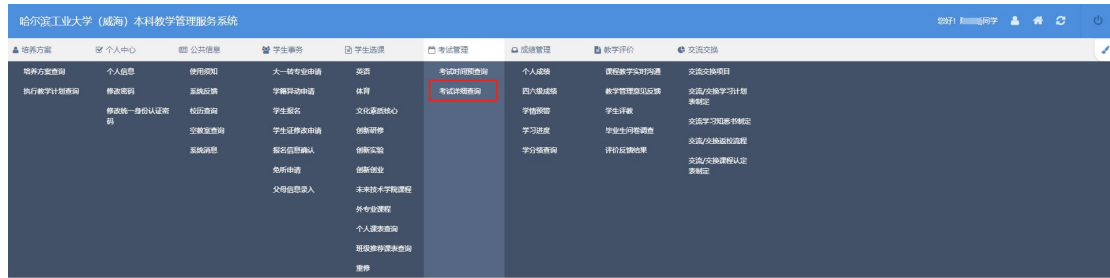 哈尔滨工业大学（威海）本科教学管理服务系统
您好! 同学
培养方案
个人中心
公共信息
学生事务
学生选课
考试管理
成绩管理
教学评价
交流交换
培养方案查询
执行教学计划查询
个人信息
修改密码
修改统一身份认证密
码
使用须知
系统反馈
校历查询
空教室查询
系统消息
大一转专业申请
学籍异动申请
学生报名
学生证修改申请
报名信息确认
免听申请
父母信息录入
英语
体育
文化素质核心
创新研修
创新实验
创新创业
未来技术学院课程
外专业课程
个人课表查询
班级推荐课表查询
重修
考试时间预查询
考试详细查询
个人成绩
四六级成绩
学情预警
学习进度
学分绩查询
课程教学实时沟通
教学管理意见反馈
学生评教
毕业生问卷调查
评价反馈结果
交流交换项目
交流/交换学习计划
表制定
交流学习知悉书制定
交流/交换返校流程
交流/交换课程认定
表制定